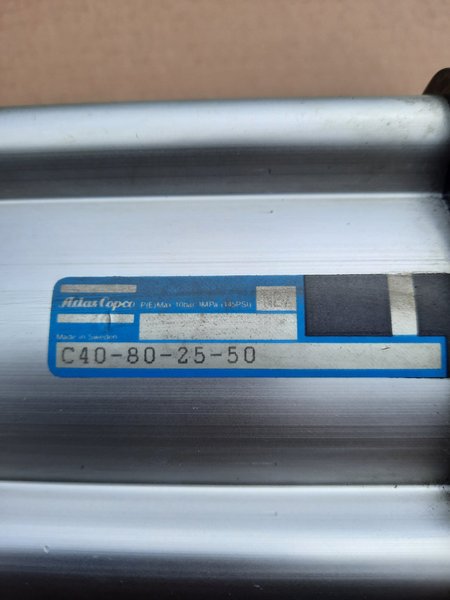 Atlas Copco P(E)Max 10bar 1MPa (145PSI)
Made in Sweden
C40-80-25-50